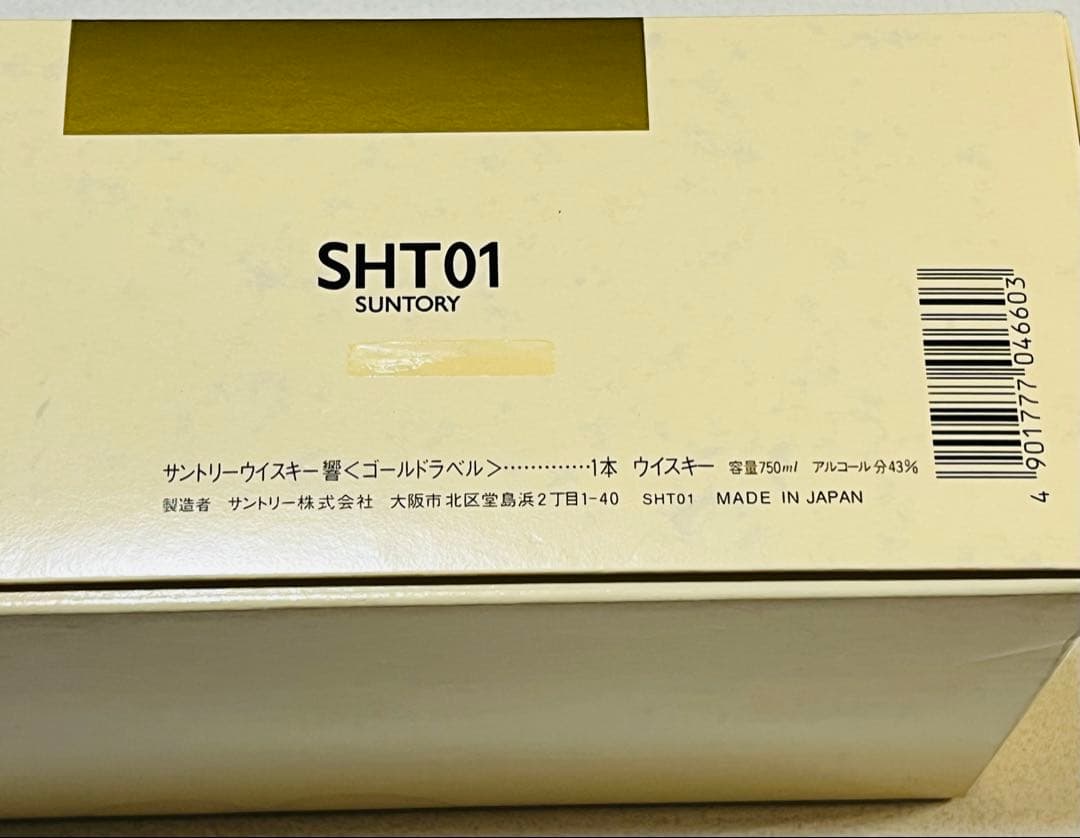 SHT01
SUNTORY
サントリーウイスキー響<ゴールドラベル>‥‥‥‥‥‥1本 ウイスキー 容量750ml アルコール分43%
製造者 サントリー株式会社 大阪市北区堂島浜2丁目1-40 SHT01 MADE IN JAPAN
4 901777 046603